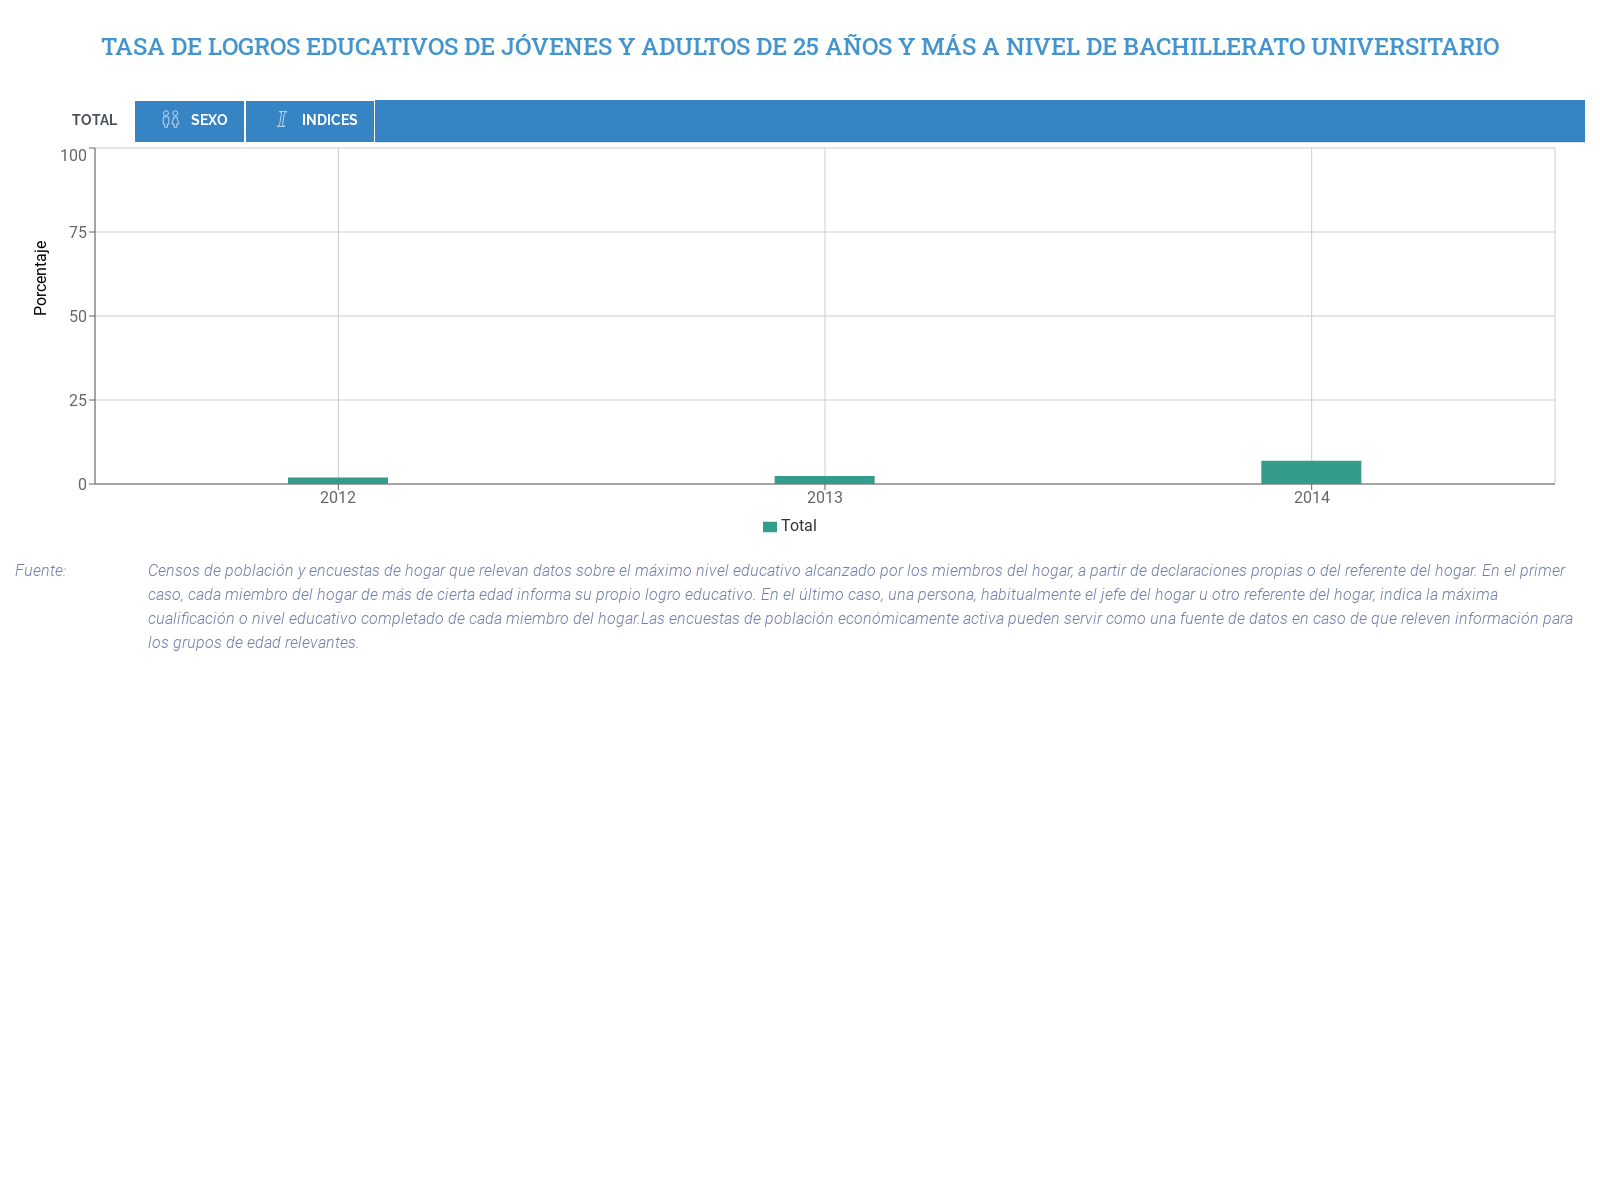 TASA DE LOGROS EDUCATIVOS DE JÓVENES Y ADULTOS DE 25 AÑOS Y MÁS A NIVEL DE BACHILLERATO UNIVERSITARIO
TOTAL SEXO INDICES
100
75
50
25
0
Porcentaje
2012 2013 2014
Total
Fuente: Censos de población y encuestas de hogar que relevan datos sobre el máximo nivel educativo alcanzado por los miembros del hogar, a partir de declaraciones propias o del referente del hogar. En el primer
caso, cada miembro del hogar de más de cierta edad informa su propio logro educativo. En el último caso, una persona, habitualmente el jefe del hogar u otro referente del hogar, indica la máxima
cualificación o nivel educativo completado de cada miembro del hogar.Las encuestas de población económicamente activa pueden servir como una fuente de datos en caso de que releven información para
los grupos de edad relevantes.